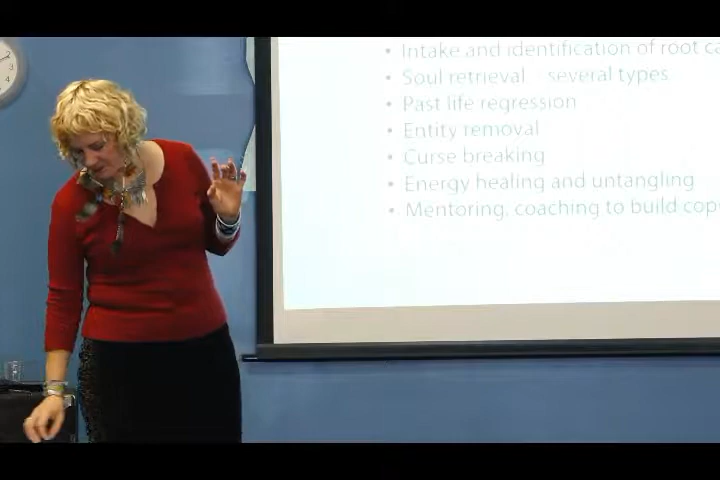 • Intake and identification of root
• Soul retrieval several types
• Past life regression
• Entity removal
• Curse breaking
• Energy healing and untangling
• Mentoring, coaching to build